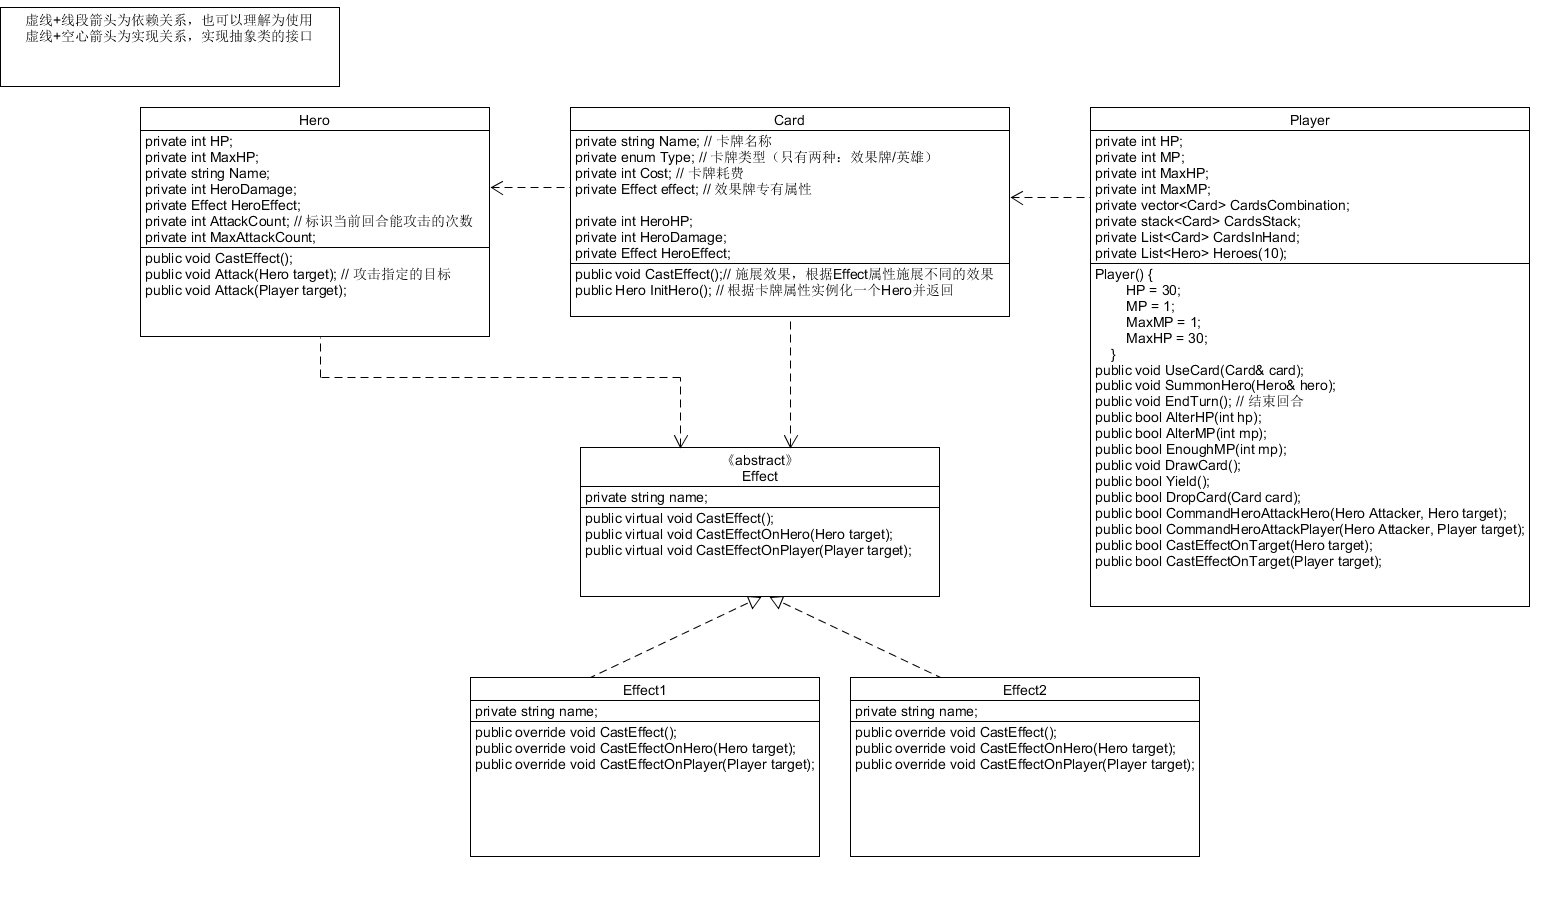 虚线+线段箭头为依赖关系，也可以理解为使用
虚线+空心箭头为实现关系，实现抽象类的接口
Hero
private int HP;
private int MaxHP;
private string Name;
private int HeroDamage;
private Effect HeroEffect;
private int AttackCount; // 标识当前回合能攻击的次数
private int MaxAttackCount;
public void CastEffect();
public void Attack(Hero target); // 攻击指定的目标
public void Attack(Player target);
Card
private string Name; // 卡牌名称
private enum Type; // 卡牌类型（只有两种：效果牌/英雄）
private int Cost; // 卡牌耗费
private Effect effect; // 效果牌专有属性
private int HeroHP;
private int HeroDamage;
private Effect HeroEffect;
public void CastEffect();// 施展效果，根据Effect属性施展不同的效果
public Hero InitHero(); // 根据卡牌属性实例化一个Hero并返回
Player
private int HP;
private int MP;
private int MaxHP;
private int MaxMP;
private vector<Card> CardsCombination;
private stack<Card> CardsStack;
private List<Card> CardsInHand;
private List<Hero> Heroes(10);
Player() {
HP = 30;
MP = 1;
MaxMP = 1;
MaxHP = 30;
}
public void UseCard(Card& card);
public void SummonHero(Hero& hero);
public void EndTurn(); // 结束回合
public bool AlterHP(int hp);
public bool AlterMP(int mp);
public bool EnoughMP(int mp);
public void DrawCard();
public bool Yield();
public bool DropCard(Card card);
public bool CommandHeroAttackHero(Hero Attacker, Hero target);
public bool CommandHeroAttackPlayer(Hero Attacker, Player target);
public bool CastEffectOnTarget(Hero target);
public bool CastEffectOnTarget(Player target);
《abstract》
Effect
private string name;
public virtual void CastEffect();
public virtual void CastEffectOnHero(Hero target);
public virtual void CastEffectOnPlayer(Player target);
Effect1
private string name;
public override void CastEffect();
public override void CastEffectOnHero(Hero target);
public override void CastEffectOnPlayer(Player target);
Effect2
private string name;
public override void CastEffect();
public override void CastEffectOnHero(Hero target);
public override void CastEffectOnPlayer(Player target);